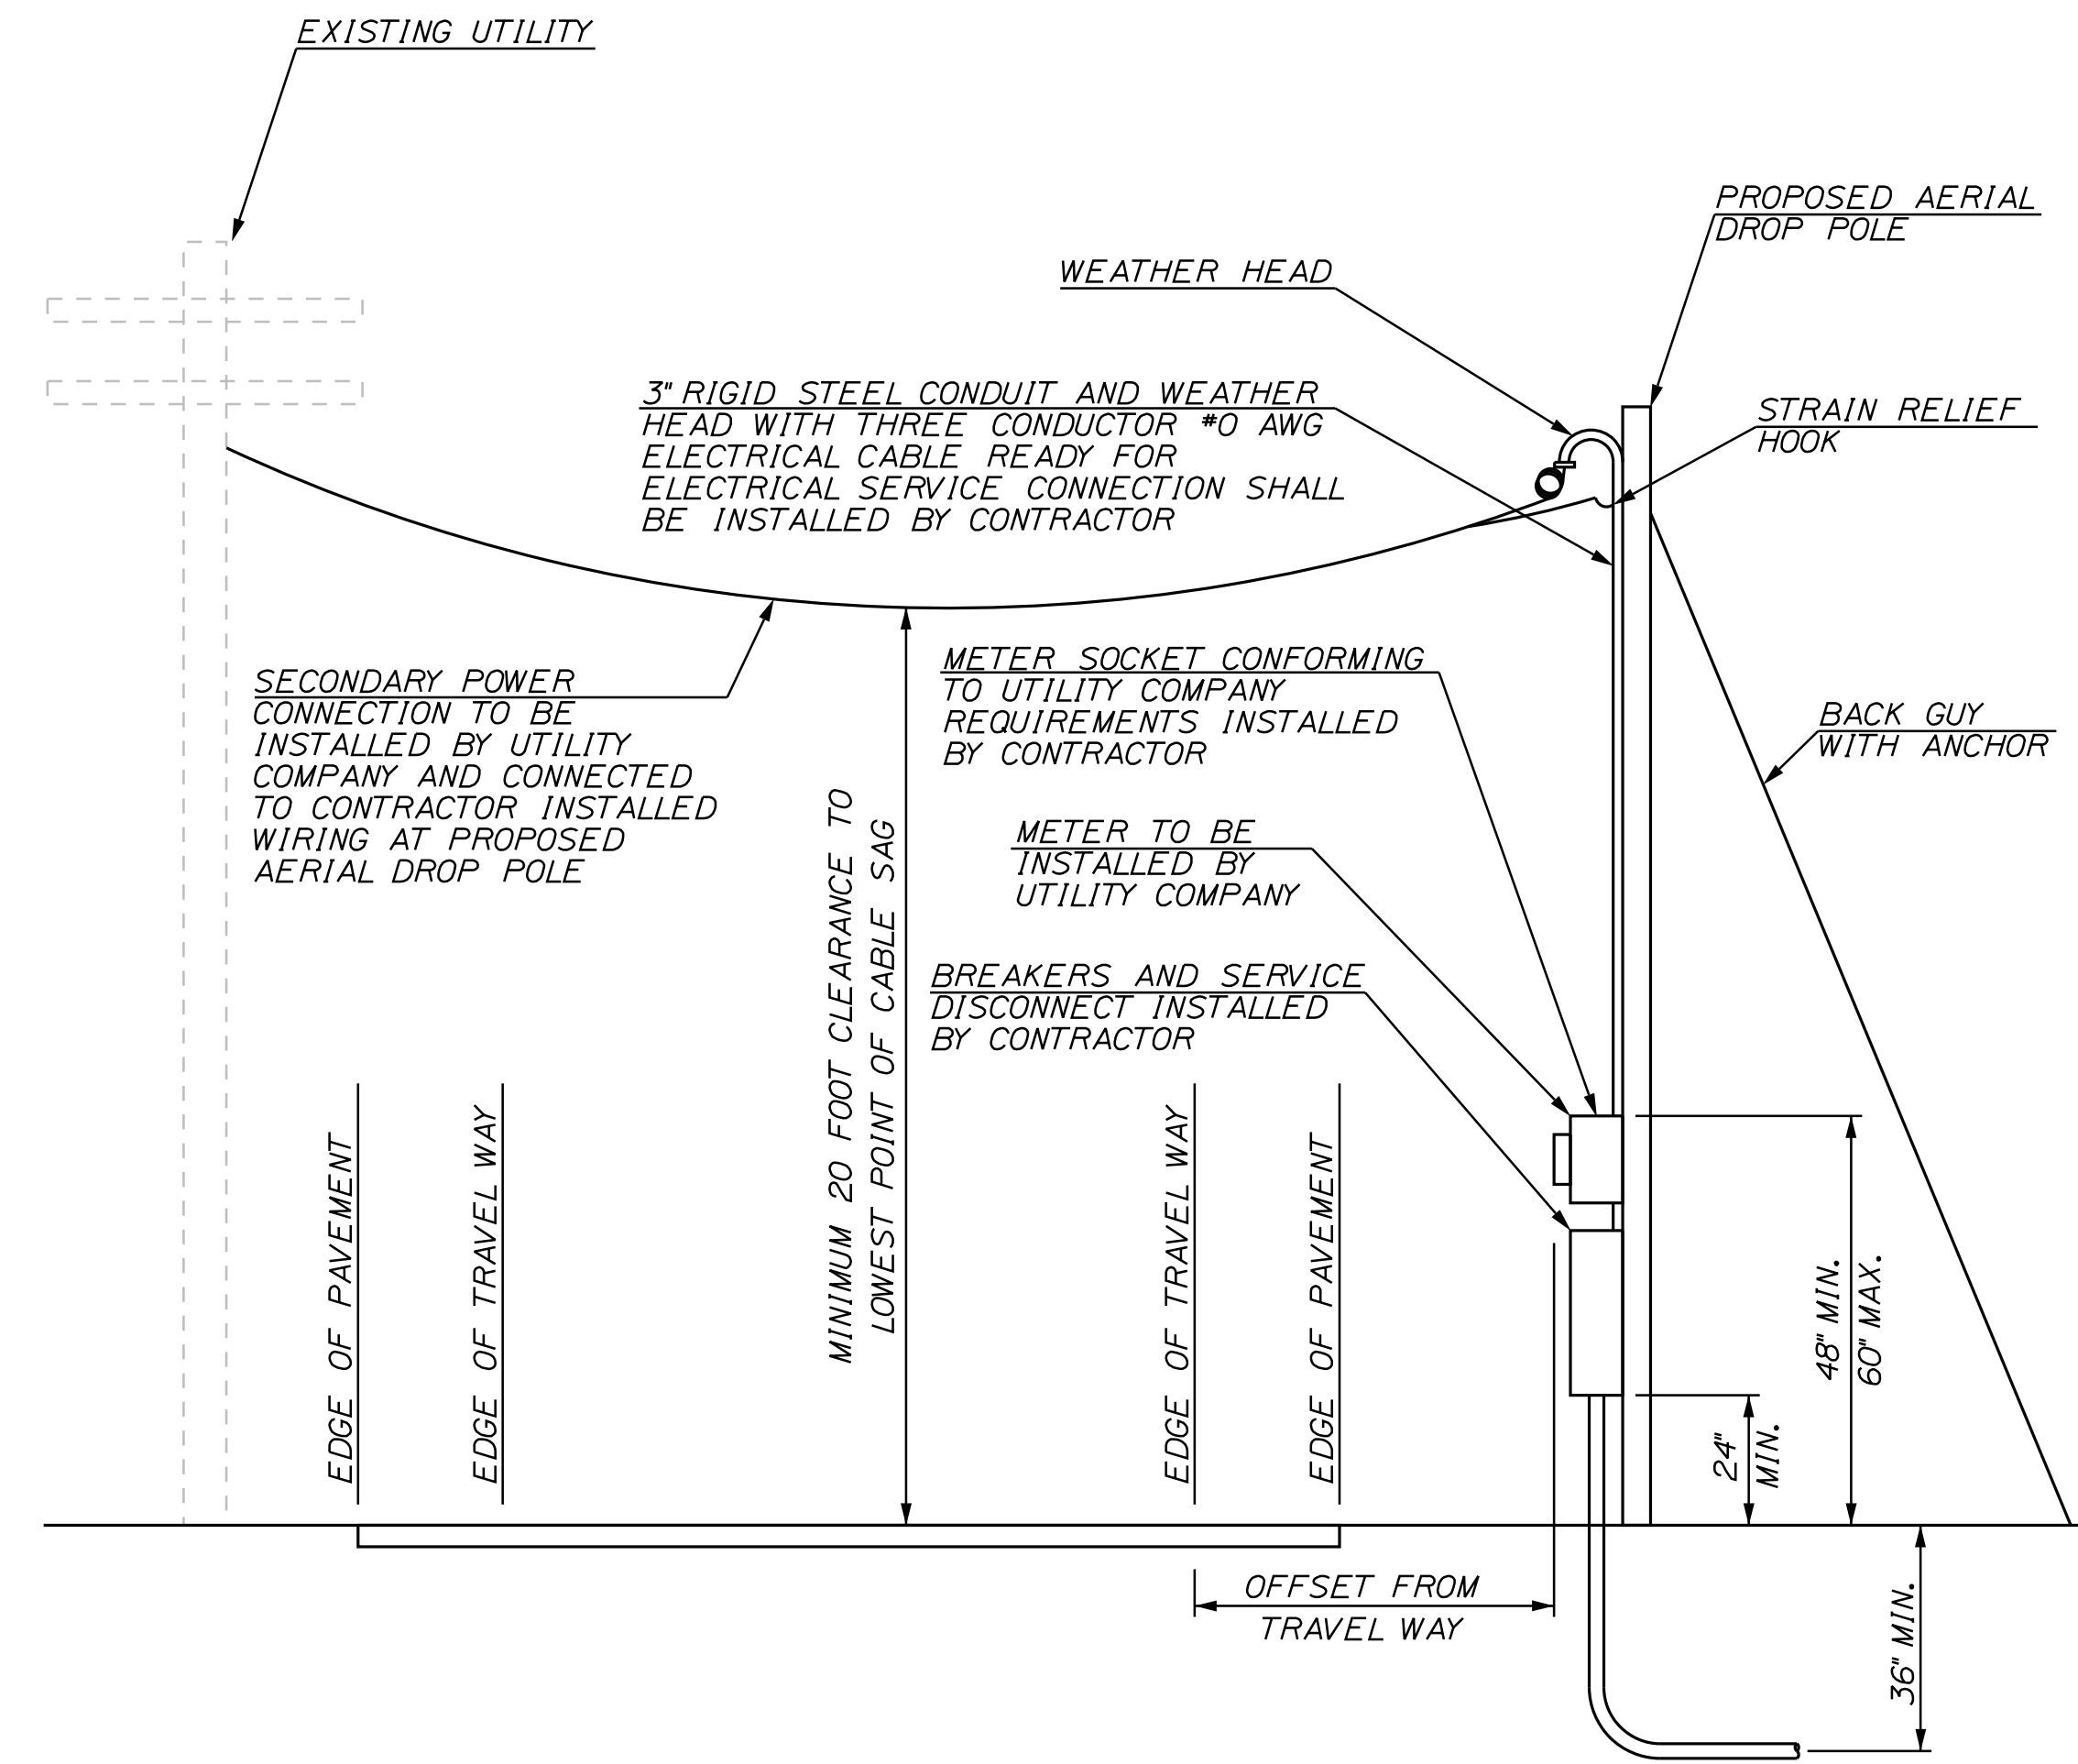 EXISTING UTILITY
PROPOSED AERIAL
DROP POLE
WEATHER HEAD
3" RIGID STEEL CONDUIT AND WEATHER
HEAD WITH THREE CONDUCTOR #0 AWG
ELECTRICAL CABLE READY FOR
ELECTRICAL SERVICE CONNECTION SHALL
BE INSTALLED BY CONTRACTOR
STRAIN RELIEF
HOOK
SECONDARY POWER
CONNECTION TO BE
INSTALLED BY UTILITY
COMPANY AND CONNECTED
TO CONTRACTOR INSTALLED
WIRING AT PROPOSED
AERIAL DROP POLE
METER SOCKET CONFORMING
TO UTILITY COMPANY
REQUIREMENTS INSTALLED
BY CONTRACTOR
BACK GUY
WITH ANCHOR
METER TO BE
INSTALLED BY
UTILITY COMPANY
BREAKERS AND SERVICE
DISCONNECT INSTALLED
BY CONTRACTOR
MINIMUM 20 FOOT CLEARANCE TO
LOWEST POINT OF CABLE SAG
EDGE OF PAVEMENT
EDGE OF TRAVEL WAY
EDGE OF TRAVEL WAY
EDGE OF PAVEMENT
48" MIN.
60" MAX.
24"
MIN.
OFFSET FROM
TRAVEL WAY
36" MIN.